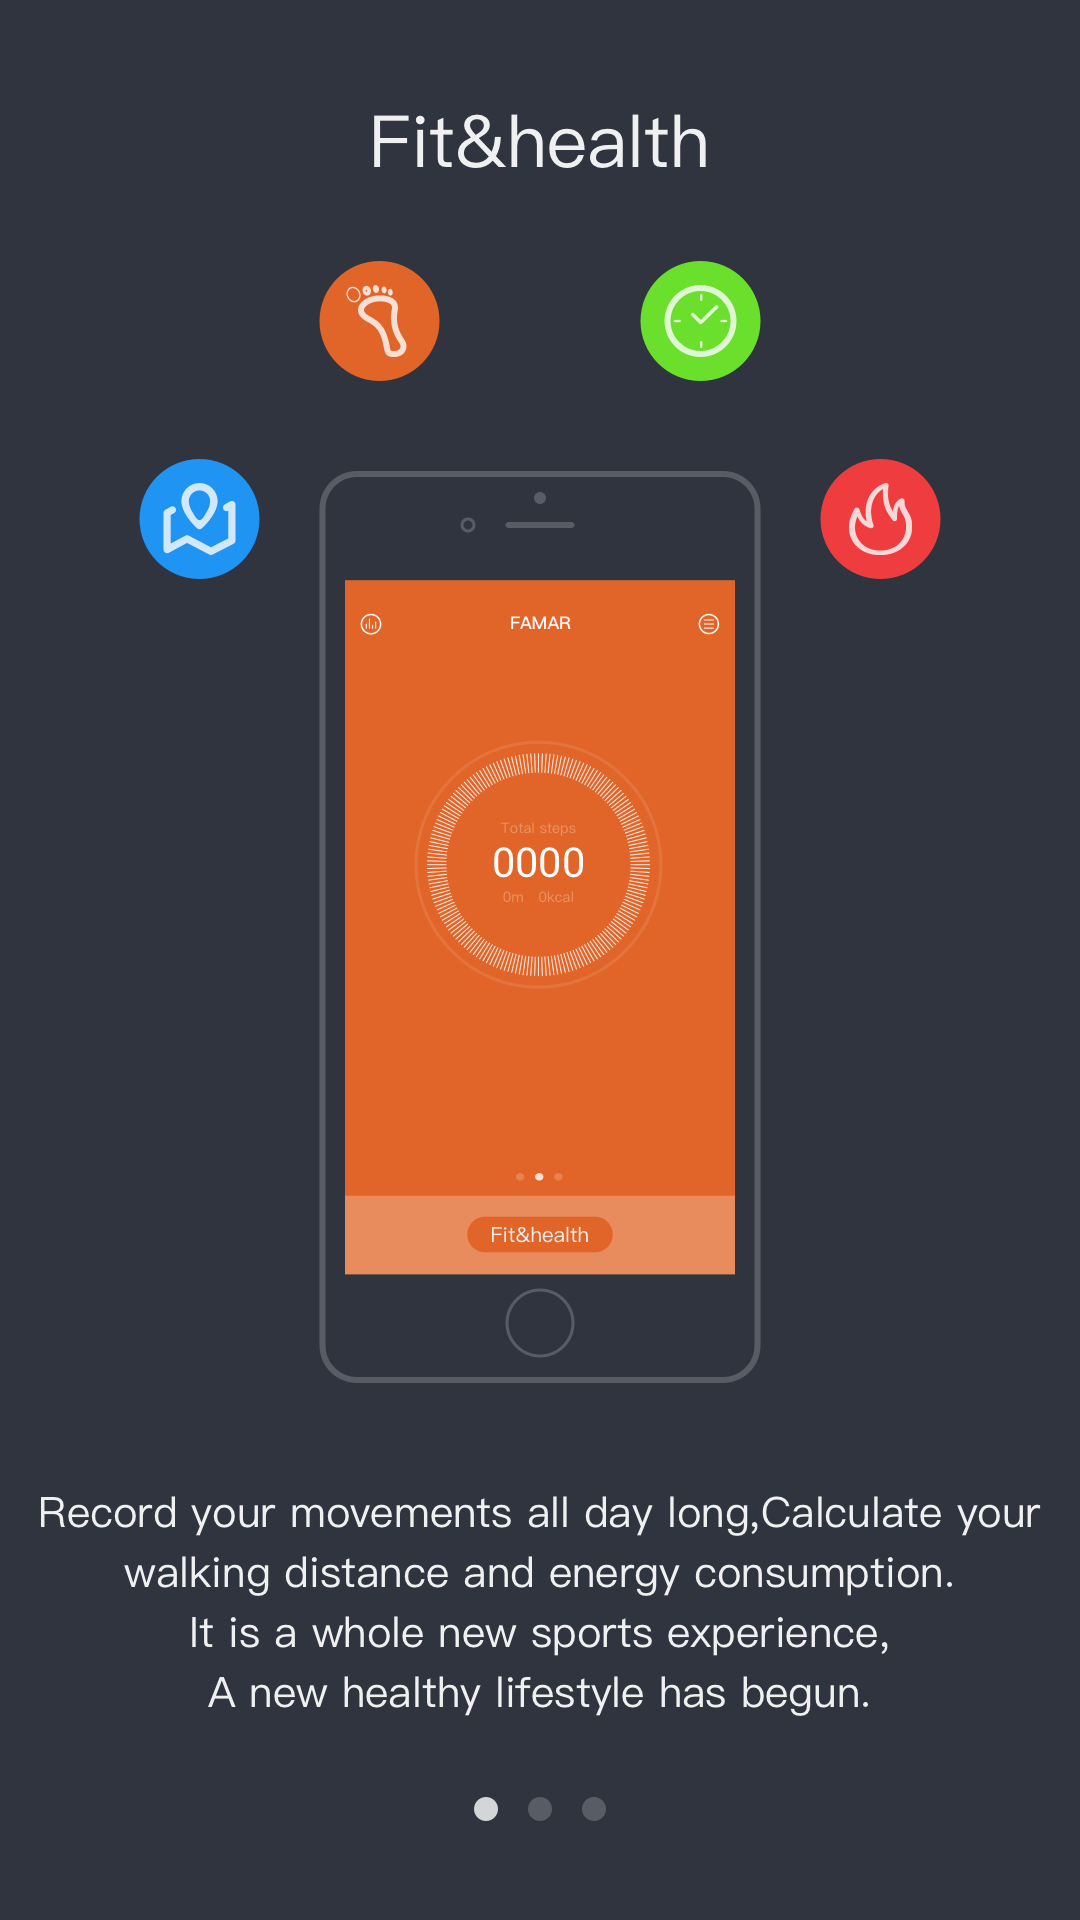 Fit&health
FAMAR
Total steps
0000
0m 0kcal
Fit&health
Record your movements all day long,Calculate your
walking distance and energy consumption.
It is a whole new sports experience,
A new healthy lifestyle has begun.